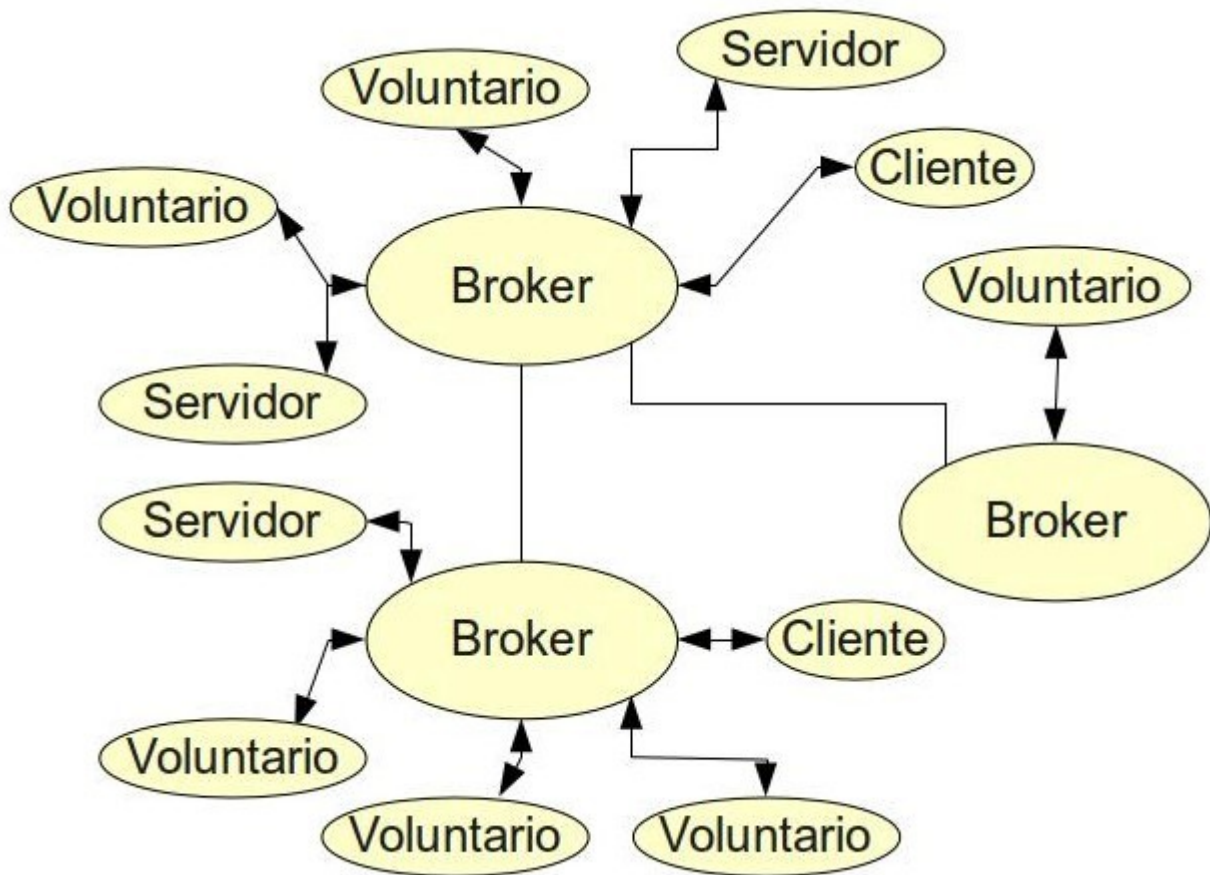 Servidor
Voluntario
Cliente
Voluntario
Broker
Voluntario
Servidor
Servidor
Broker
Broker
Cliente
Voluntario
Voluntario
Voluntario